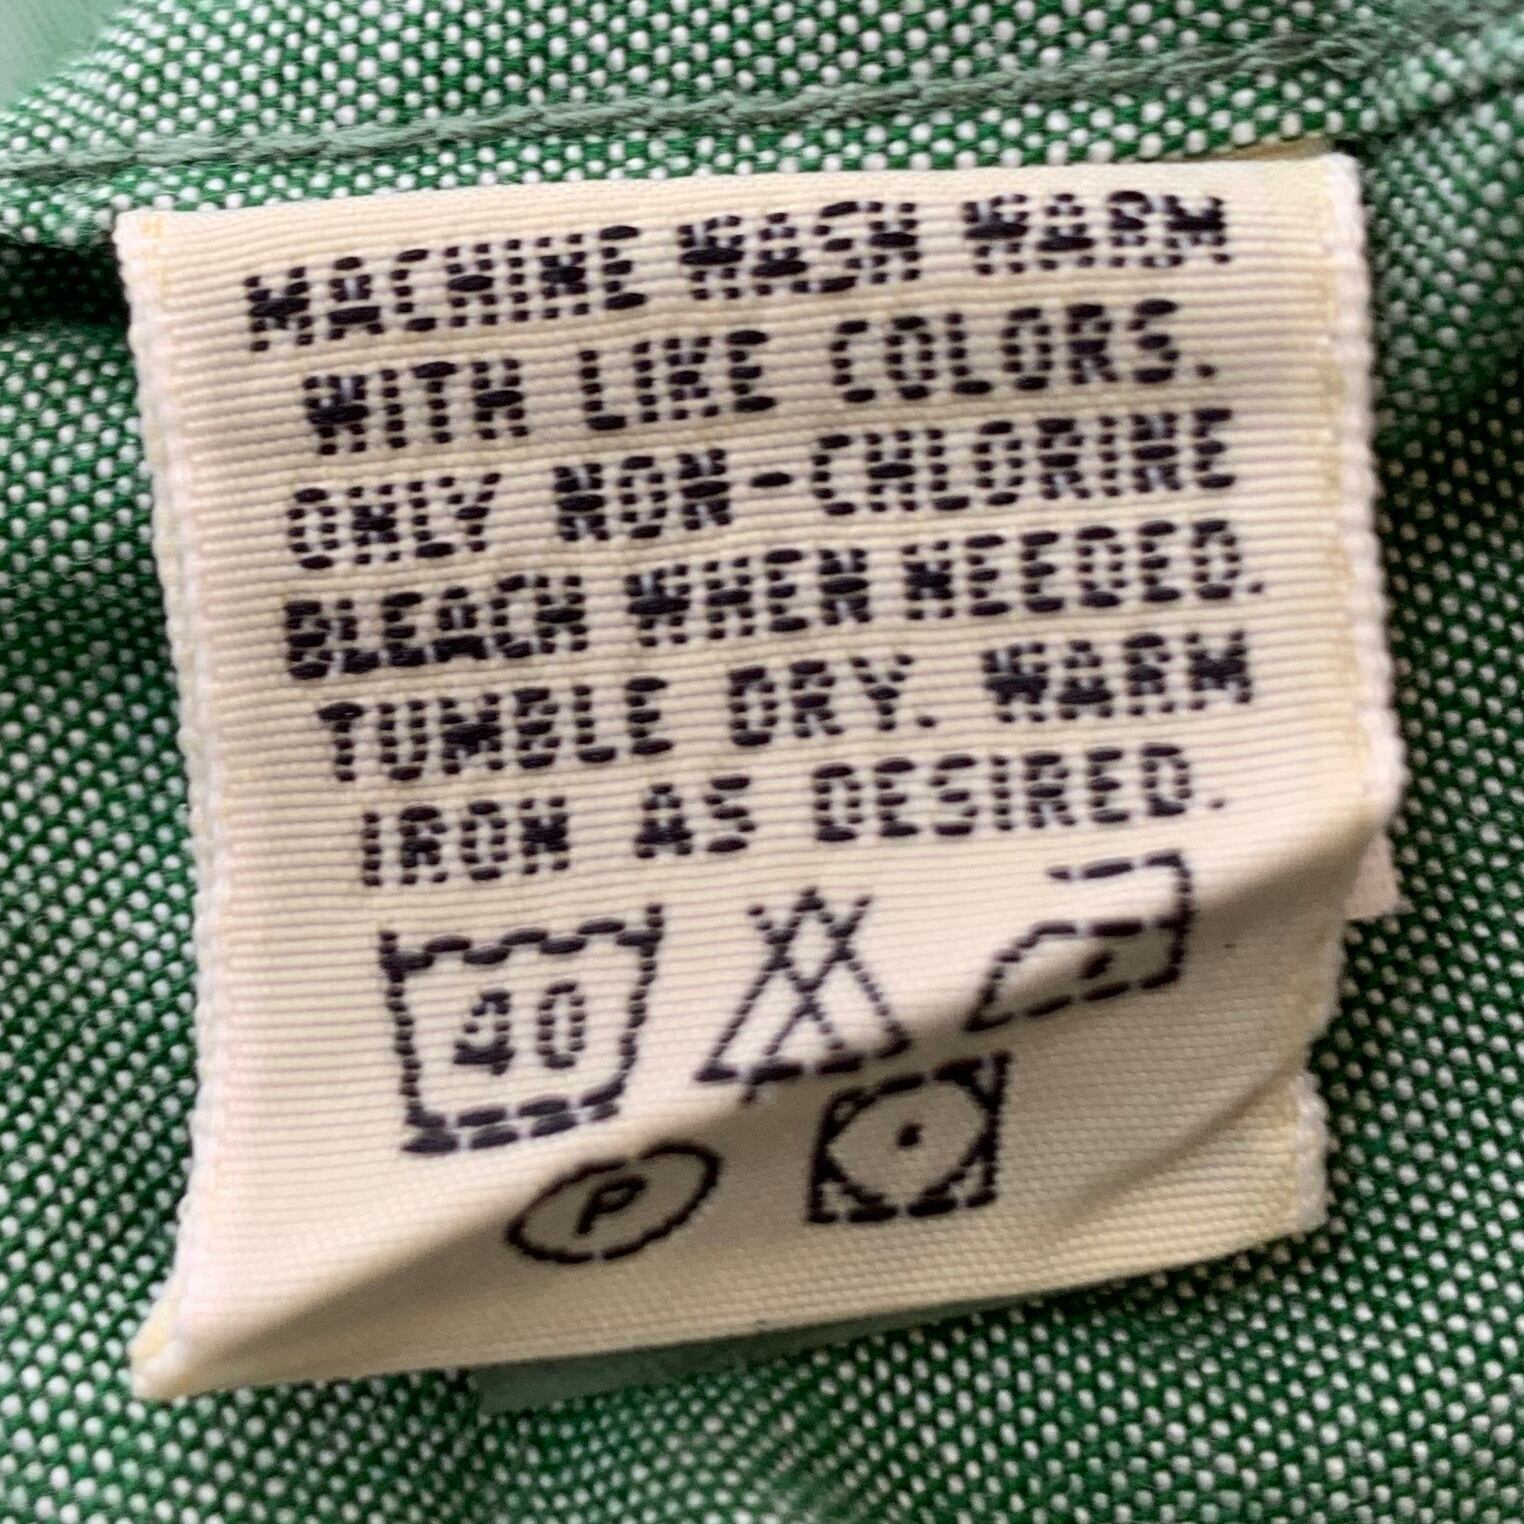 MACHINE WASH WARM
WITH LIKE COLORS.
ONLY NON-CHLORINE
BLEACH WHEN NEEDED.
TUMBLE DRY. WARM
IRON AS DESIRED.
40
P